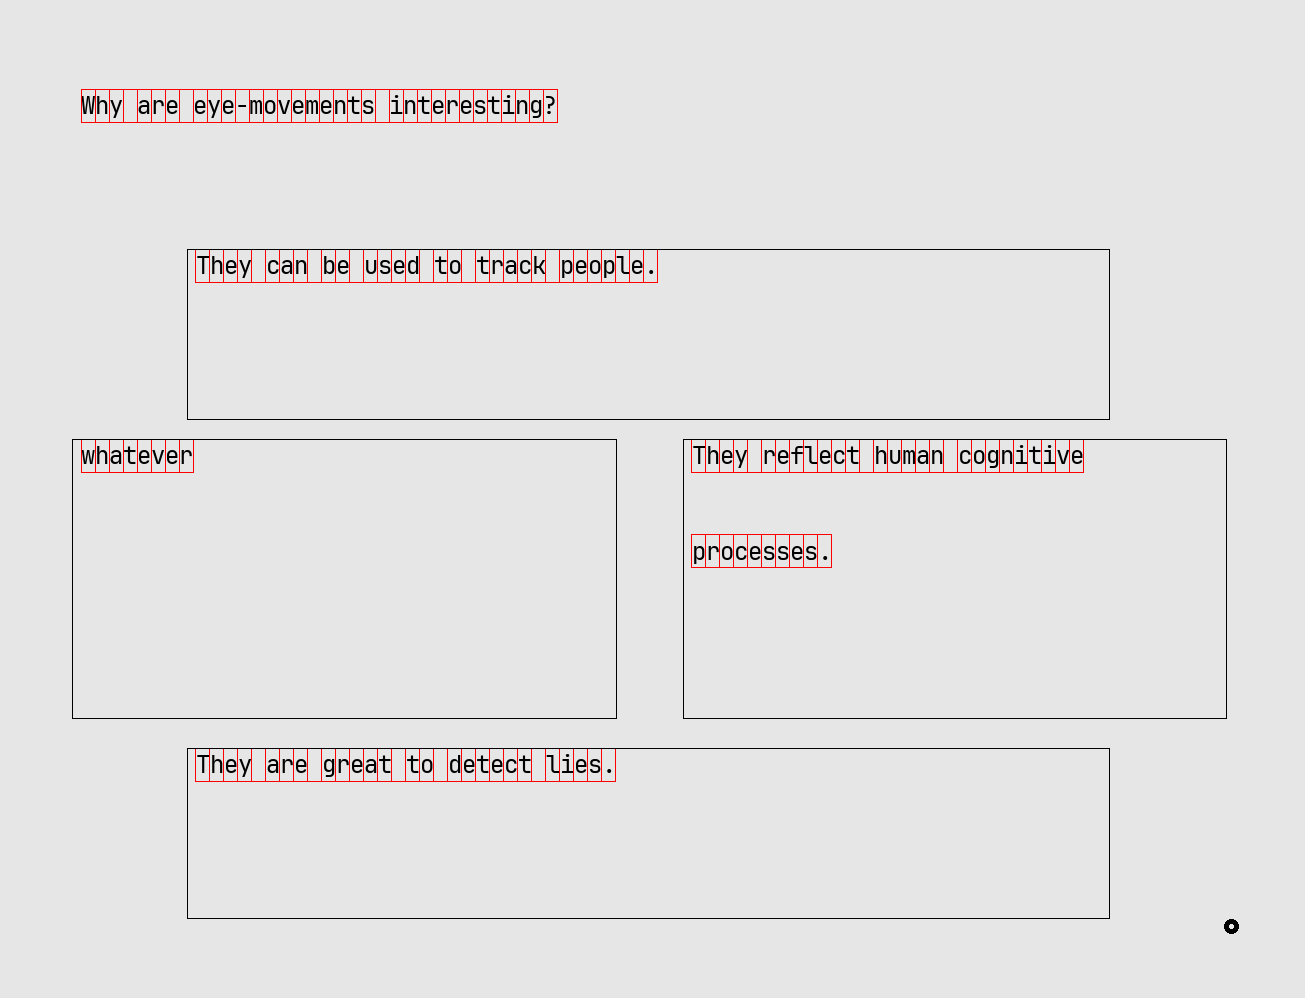 Why are eye-movements interesting?
They can be used to track people.
whatever
They reflect human cognitive
processes.
They are great to detect lies.